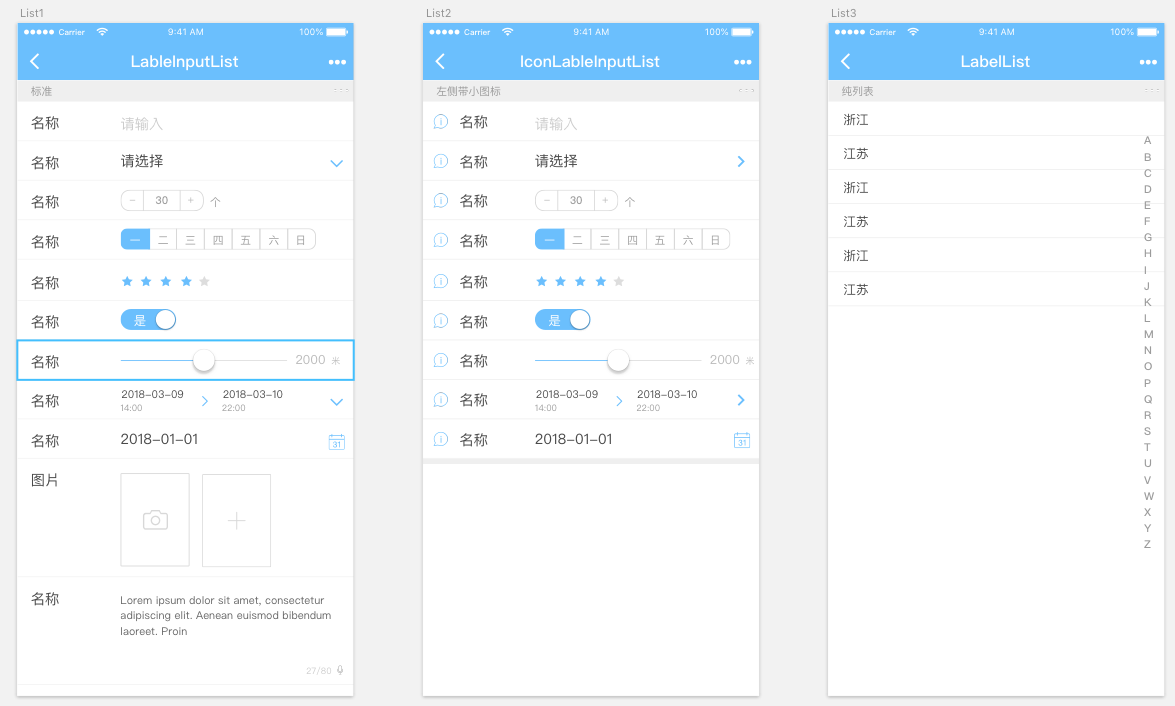 List1
Carrier 9:41 AM 100%
LableInputList
标准
名称 请输入
名称 请选择
名称 − 30 + 个
名称 一 二 三 四 五 六 日
名称
名称 是
名称 2000 米
名称 2018-03-09 2018-03-10
14:00 22:00
名称 2018-01-01 31
图片
名称 Lorem ipsum dolor sit amet, consectetur
adipiscing elit. Aenean euismod bibendum
laoreet. Proin
27/80
List2
Carrier 9:41 AM 100%
IconLableInputList
左侧带小图标
名称 请输入
名称 请选择
名称 − 30 + 个
名称 一 二 三 四 五 六 日
名称
名称 是
名称 2000 米
名称 2018-03-09 2018-03-10
14:00 22:00
名称 2018-01-01 31
List3
Carrier 9:41 AM 100%
LabelList
纯列表
浙江
江苏
浙江
江苏
浙江
江苏
A
B
C
D
E
F
G
H
I
J
K
L
M
N
O
P
Q
R
S
T
U
V
W
X
Y
Z